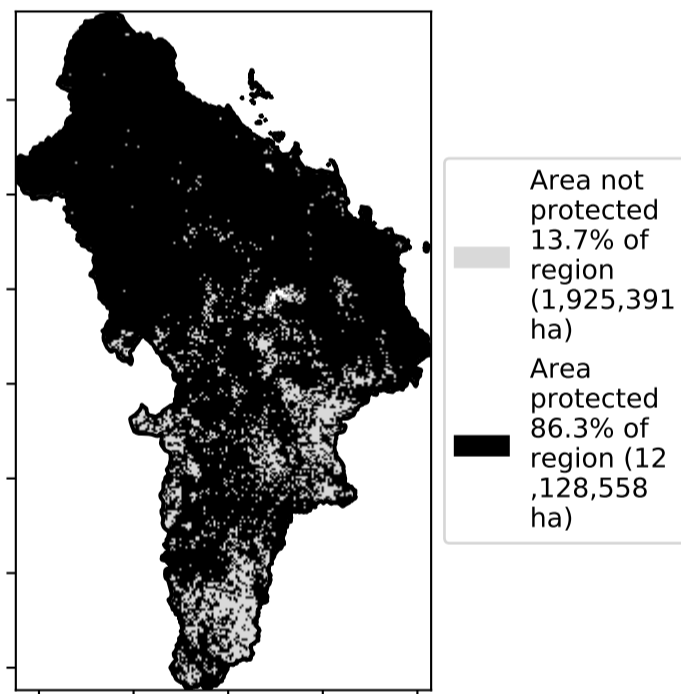 Area not
protected
13.7% of
region
(1,925,391
ha)
Area
protected
86.3% of
region (12
,128,558
ha)